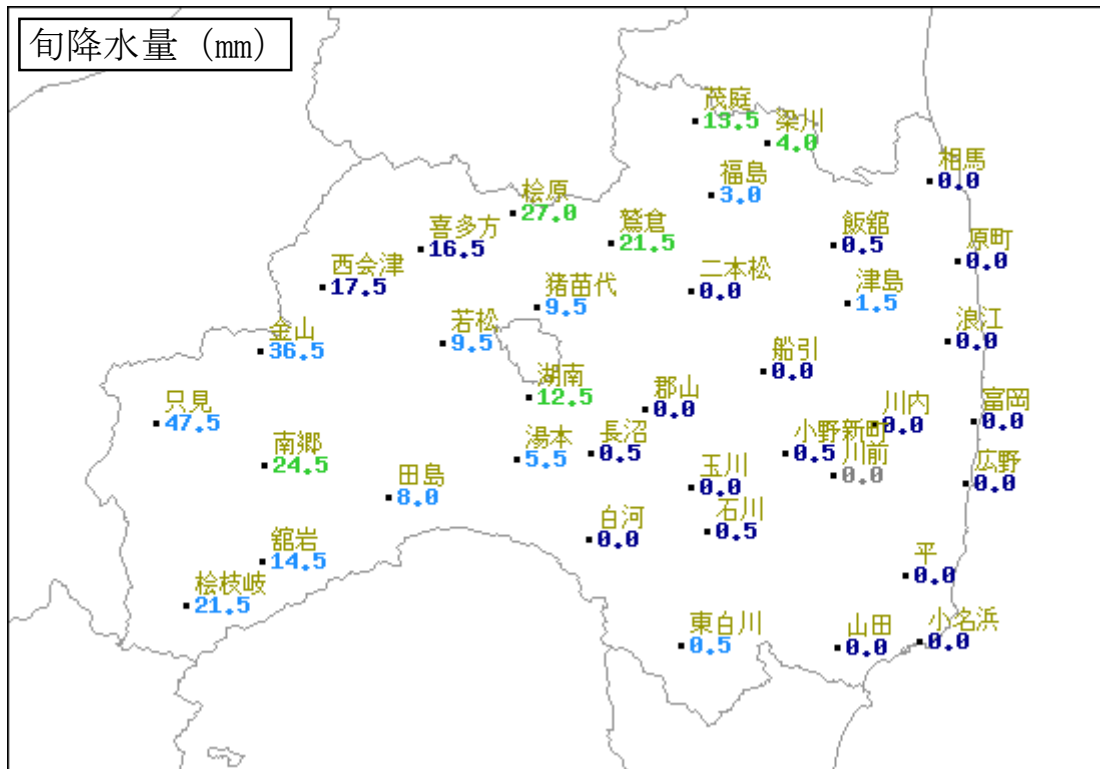 旬降水量 (mm)
茂庭
13.5
梁川
4.0
相馬
0.0
福島
3.0
桧原
27.0
鷲倉
21.5
喜多方
16.5
飯舘
0.5
原町
0.0
西会津
17.5
二本松
0.0
津島
1.5
猪苗代
9.5
若松
9.5
浪江
0.0
金山
36.5
船引
0.0
湖南
12.5
郡山
0.0
只見
47.5
川内
0.0
富岡
0.0
南郷
24.5
湯本
5.5
長沼
0.5
小野新町
0.5
川前
0.0
広野
0.0
田島
8.0
玉川
0.0
石川
0.5
白河
0.0
舘岩
14.5
平
0.0
桧枝岐
21.5
東白川
0.5
山田
0.0
小名浜
0.0